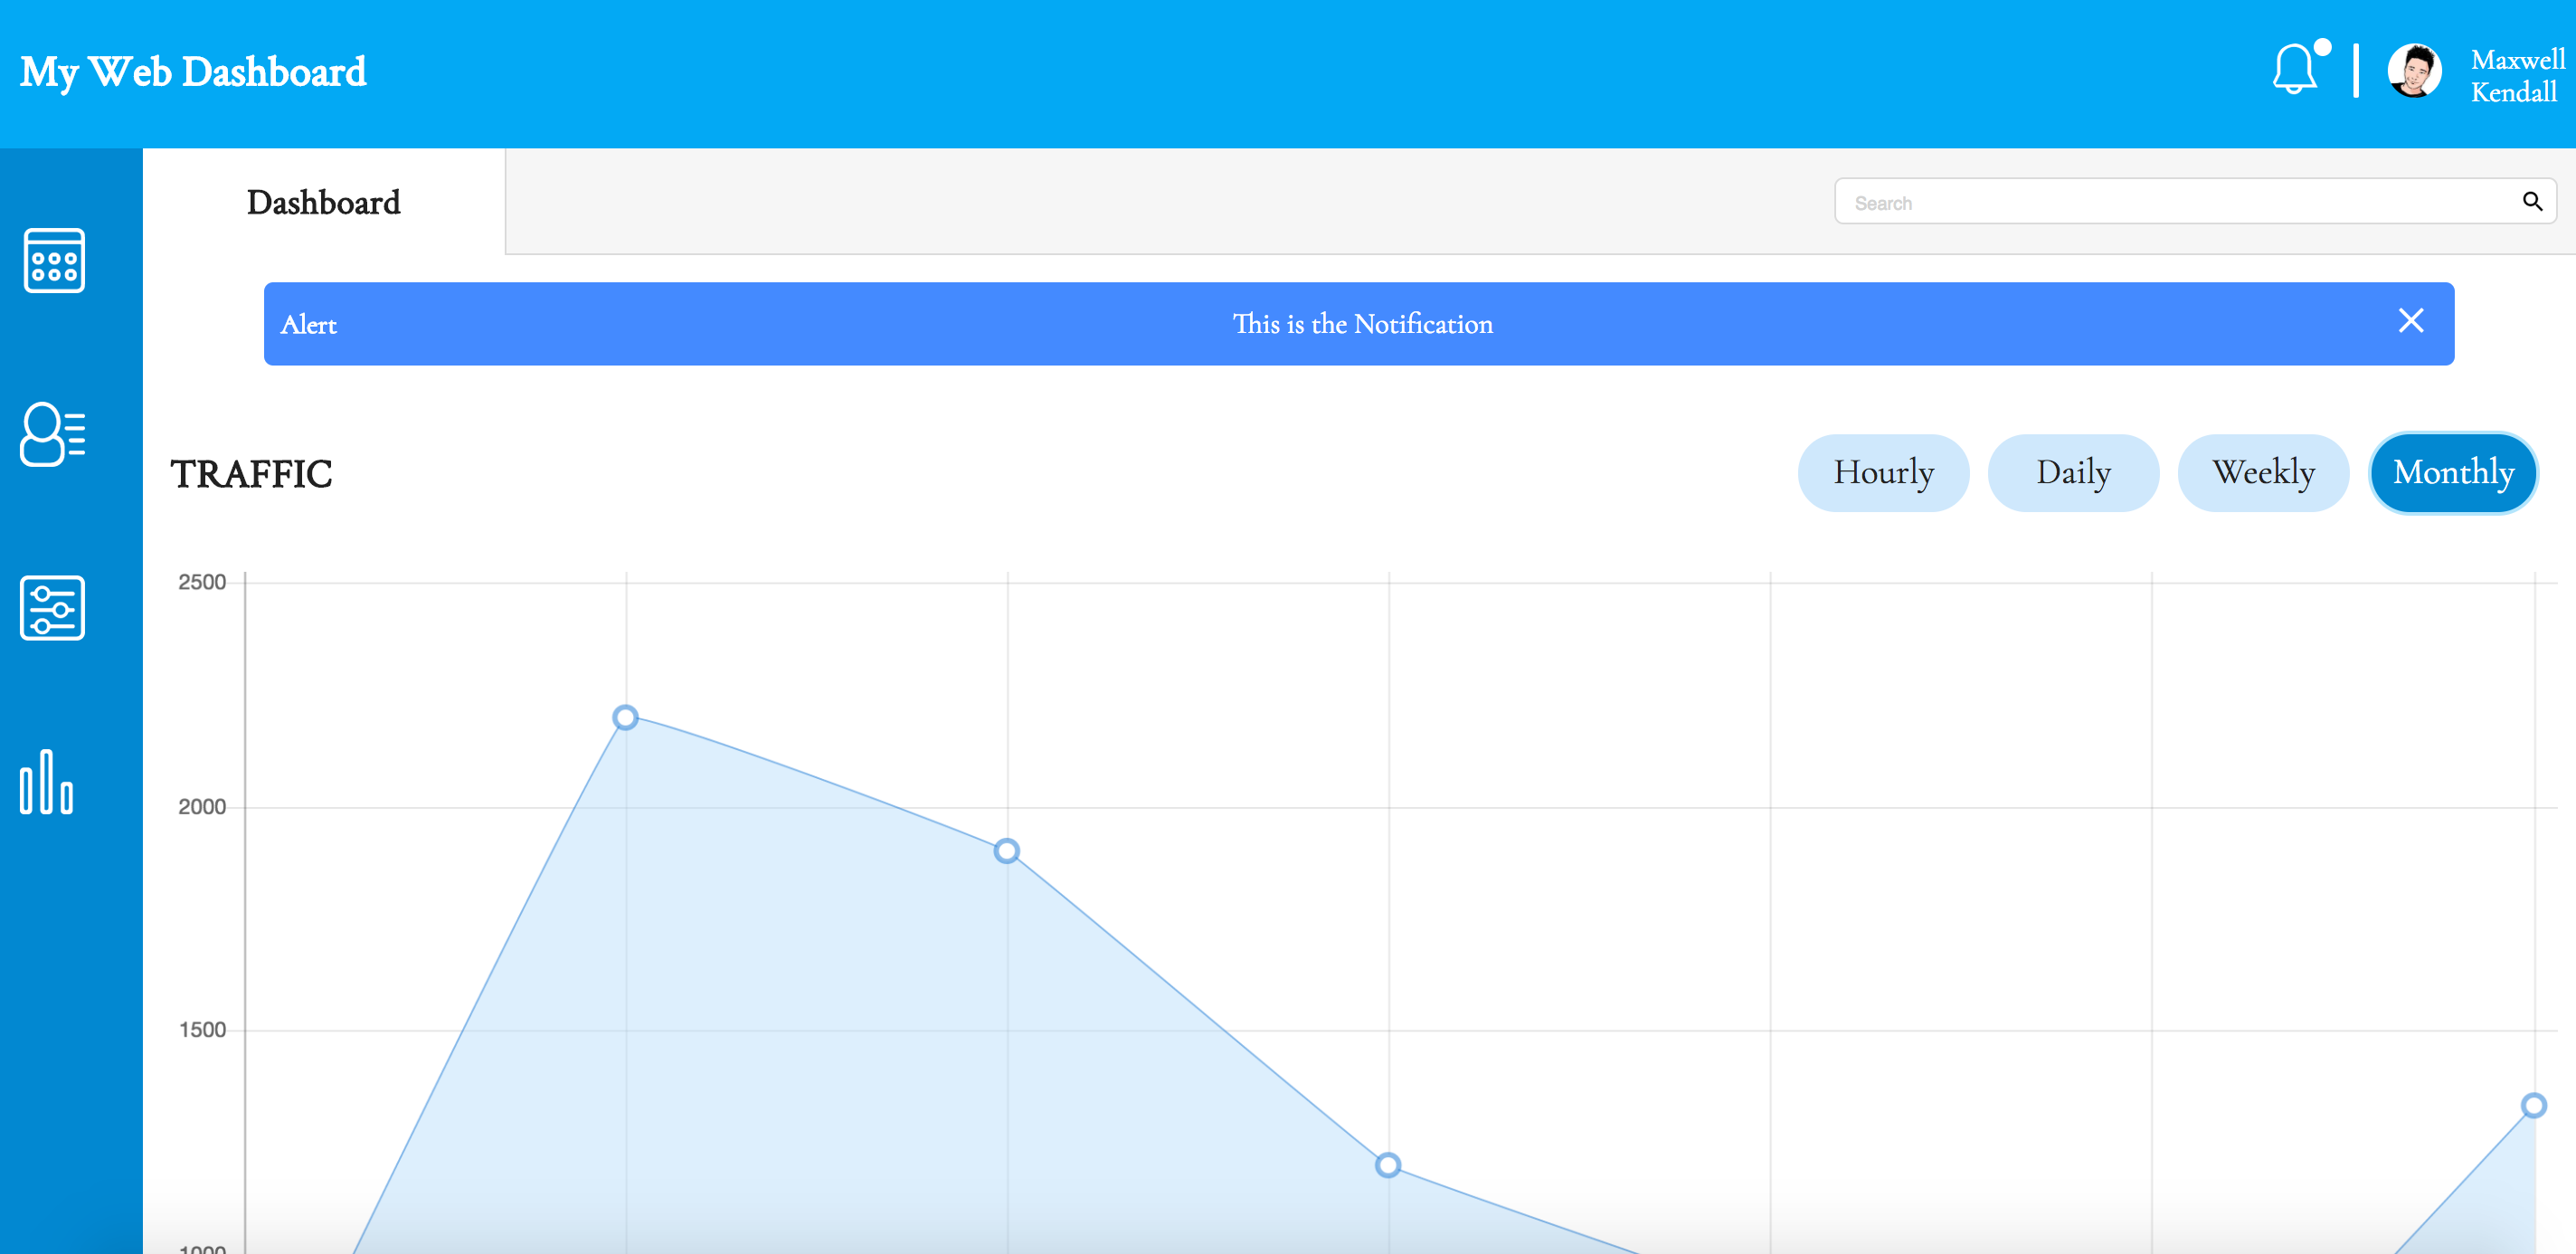 My Web Dashboard
Maxwell
Kendall
Dashboard
Search
Alert
This is the Notification
TRAFFIC
Hourly
Daily
Weekly
Monthly
2500
2000
1500
1000